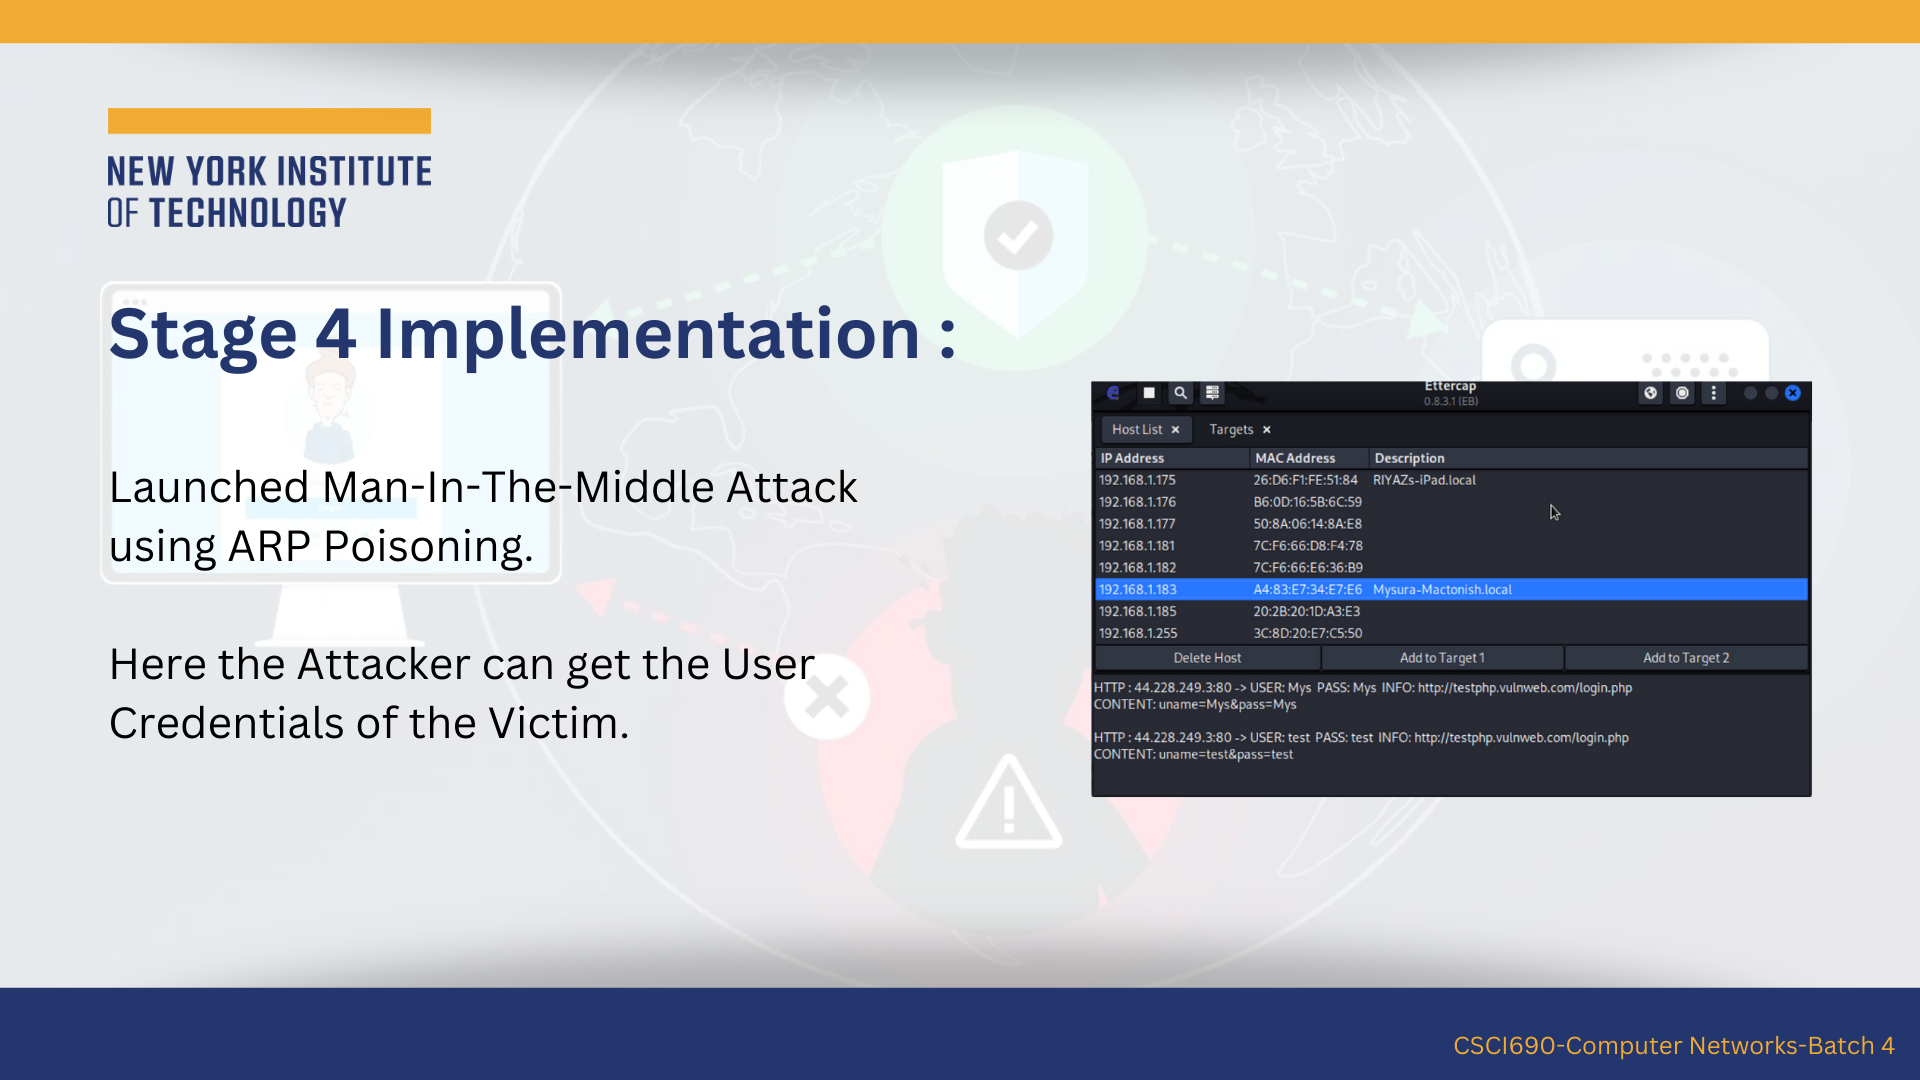 NEW YORK INSTITUTE
OF TECHNOLOGY
Stage 4 Implementation :
Launched Man-In-The-Middle Attack
using ARP Poisoning.
Here the Attacker can get the User
Credentials of the Victim.
Ettercap
0.8.3.1 (EB)
Host List × Targets ×
IP Address MAC Address Description
192.168.1.175 26:D6:F1:FE:51:84 RIYAZs-iPad.local
192.168.1.176 B6:0D:16:5B:6C:59
192.168.1.177 50:8A:06:14:8A:E8
192.168.1.181 7C:F6:66:D8:F4:78
192.168.1.182 7C:F6:66:E6:36:B9
192.168.1.183 A4:83:E7:34:E7:E6 Mysura-Mactonish.local
192.168.1.185 20:2B:20:1D:A3:E3
192.168.1.255 3C:8D:20:E7:C5:50
Delete Host Add to Target 1 Add to Target 2
HTTP : 44.228.249.3:80 -> USER: Mys PASS: Mys INFO: http://testphp.vulnweb.com/login.php
CONTENT: uname=Mys&pass=Mys
HTTP : 44.228.249.3:80 -> USER: test PASS: test INFO: http://testphp.vulnweb.com/login.php
CONTENT: uname=test&pass=test
CSCI690-Computer Networks-Batch 4